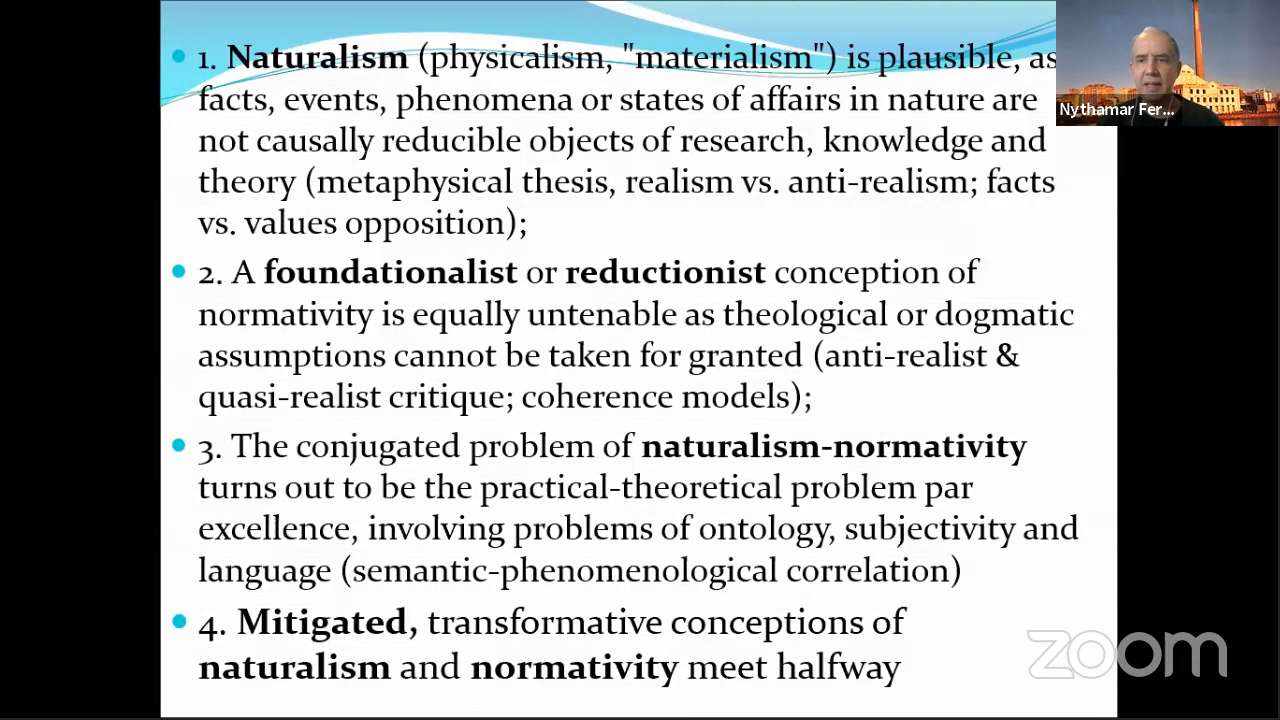 1. Naturalism (physicalism, "materialism") is plausible, as
facts, events, phenomena or states of affairs in nature are
not causally reducible objects of research, knowledge and
theory (metaphysical thesis, realism vs. anti-realism; facts
vs. values opposition);
2. A foundationalist or reductionist conception of
normativity is equally untenable as theological or dogmatic
assumptions cannot be taken for granted (anti-realist &
quasi-realist critique; coherence models);
3. The conjugated problem of naturalism-normativity
turns out to be the practical-theoretical problem par
excellence, involving problems of ontology, subjectivity and
language (semantic-phenomenological correlation)
4. Mitigated, transformative conceptions of
naturalism and normativity meet halfway
Nythamar Fer...
zoom